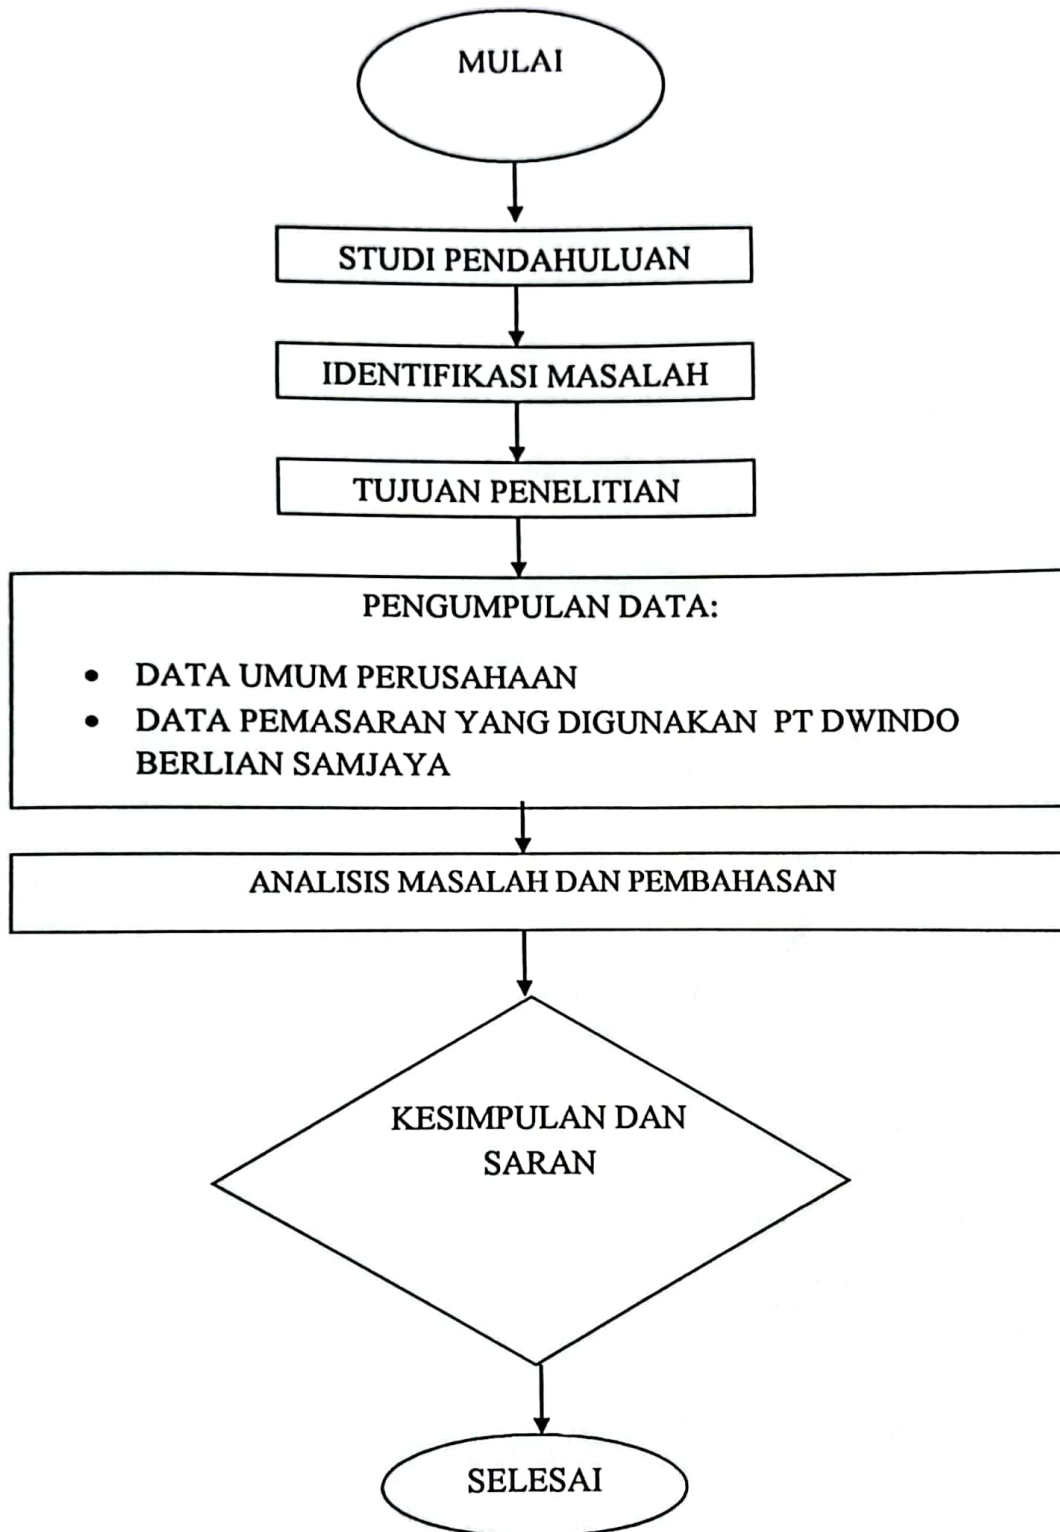 MULAI
STUDI PENDAHULUAN
IDENTIFIKASI MASALAH
TUJUAN PENELITIAN
PENGUMPULAN DATA:
• DATA UMUM PERUSAHAAN
• DATA PEMASARAN YANG DIGUNAKAN PT DWINDO
BERLIAN SAMJAYA
ANALISIS MASALAH DAN PEMBAHASAN
KESIMPULAN DAN
SARAN
SELESAI